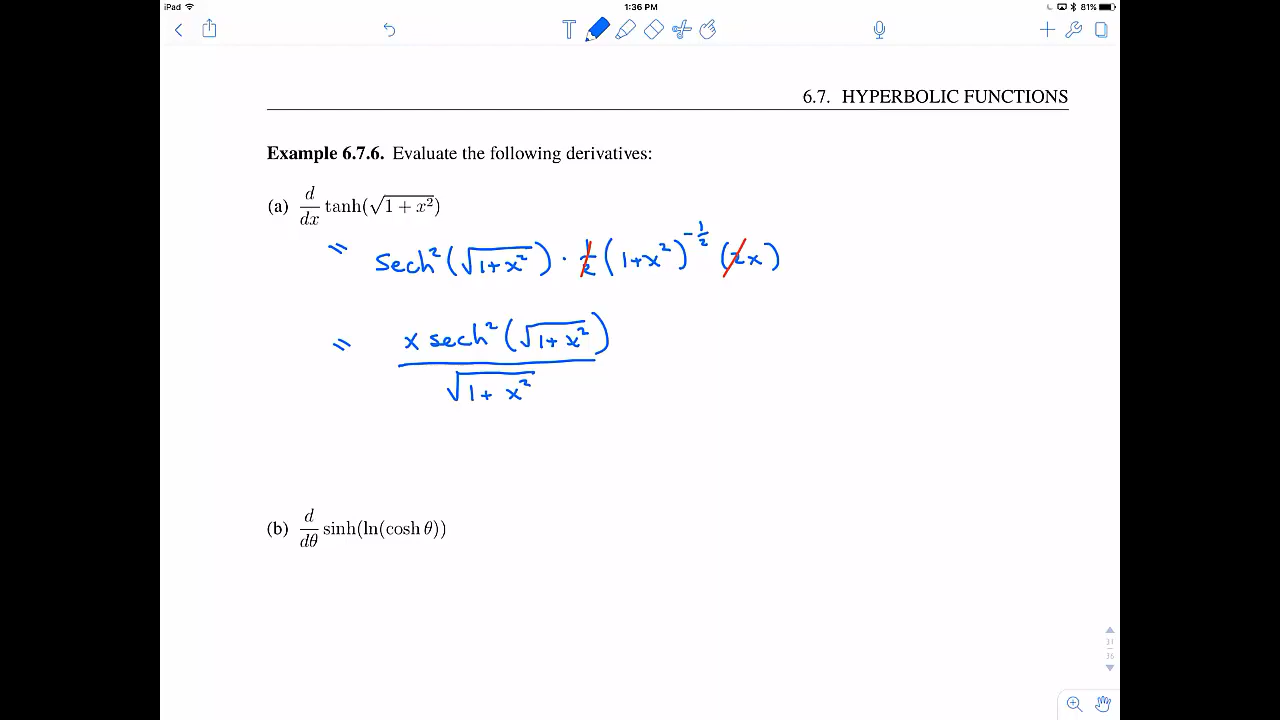 iPad 1:36 PM 81%
T
6.7. HYPERBOLIC FUNCTIONS
Example 6.7.6. Evaluate the following derivatives:
(a) d/dx tanh(√(1 + x²))
= sech²(√(1+x²)) · 1/2 (1+x²)^(-1/2) (2x)
= x sech²(√(1+x²)) / √(1+x²)
(b) d/dθ sinh(ln(cosh θ))
36